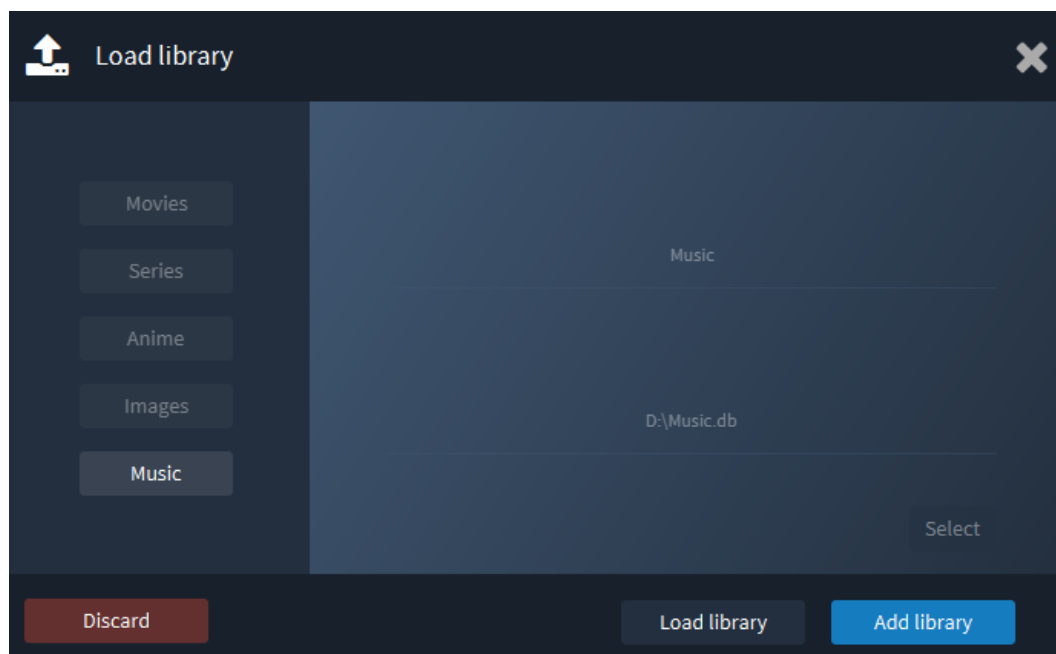 Load library
Movies
Series
Anime
Images
Music
Music
D:\Music.db
Select
Discard
Load library
Add library